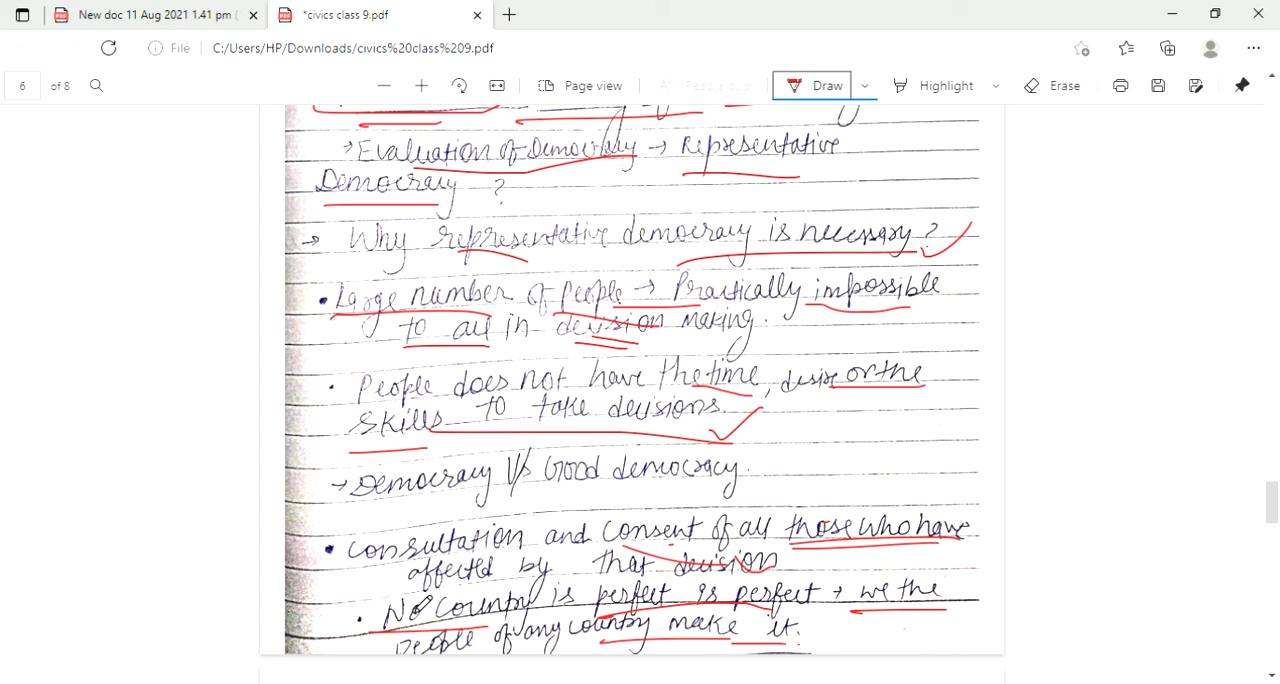 New doc 11 Aug 2021 1.41 pm (
*civics class 9.pdf
File C:/Users/HP/Downloads/civics%20class%209.pdf
6 of 8 Page view Draw Highlight Erase
→ Evaluation of Democracy → Representative
Democracy ?
→ Why representative democracy is necessary?
• Large number of people → Practically impossible
to all in decision making.
• People does not have the time, desire or the
skills to take decisions.
→ Democracy V/s Good democracy.
• Consultation and consent of all those who have
affected by that decision
• No country is perfect is perfect → we the
people of any country make it.